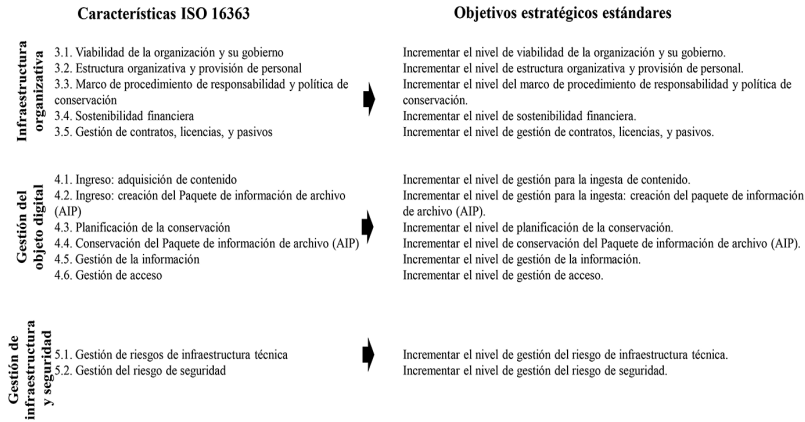 Características ISO 16363
Objetivos estratégicos estándares
Infraestructura
organizativa
3.1. Viabilidad de la organización y su gobierno
3.2. Estructura organizativa y provisión de personal
3.3. Marco de procedimiento de responsabilidad y política de
conservación
3.4. Sostenibilidad financiera
3.5. Gestión de contratos, licencias, y pasivos
Incrementar el nivel de viabilidad de la organización y su gobierno.
Incrementar el nivel de estructura organizativa y provisión de personal.
Incrementar el nivel del marco de procedimiento de responsabilidad y política de
conservación.
Incrementar el nivel de sostenibilidad financiera.
Incrementar el nivel de gestión de contratos, licencias, y pasivos.
Gestión del
objeto digital
4.1. Ingreso: adquisición de contenido
4.2. Ingreso: creación del Paquete de información de archivo
(AIP)
4.3. Planificación de la conservación
4.4. Conservación del Paquete de información de archivo (AIP)
4.5. Gestión de la información
4.6. Gestión de acceso
Incrementar el nivel de gestión para la ingesta de contenido.
Incrementar el nivel de gestión para la ingesta: creación del paquete de información
de archivo (AIP).
Incrementar el nivel de planificación de la conservación.
Incrementar el nivel de conservación del Paquete de información de archivo (AIP).
Incrementar el nivel de gestión de la información.
Incrementar el nivel de gestión de acceso.
Gestión de
infraestructura
y seguridad
5.1. Gestión de riesgos de infraestructura técnica
5.2. Gestión del riesgo de seguridad
Incrementar el nivel de gestión del riesgo de infraestructura técnica.
Incrementar el nivel de gestión del riesgo de seguridad.